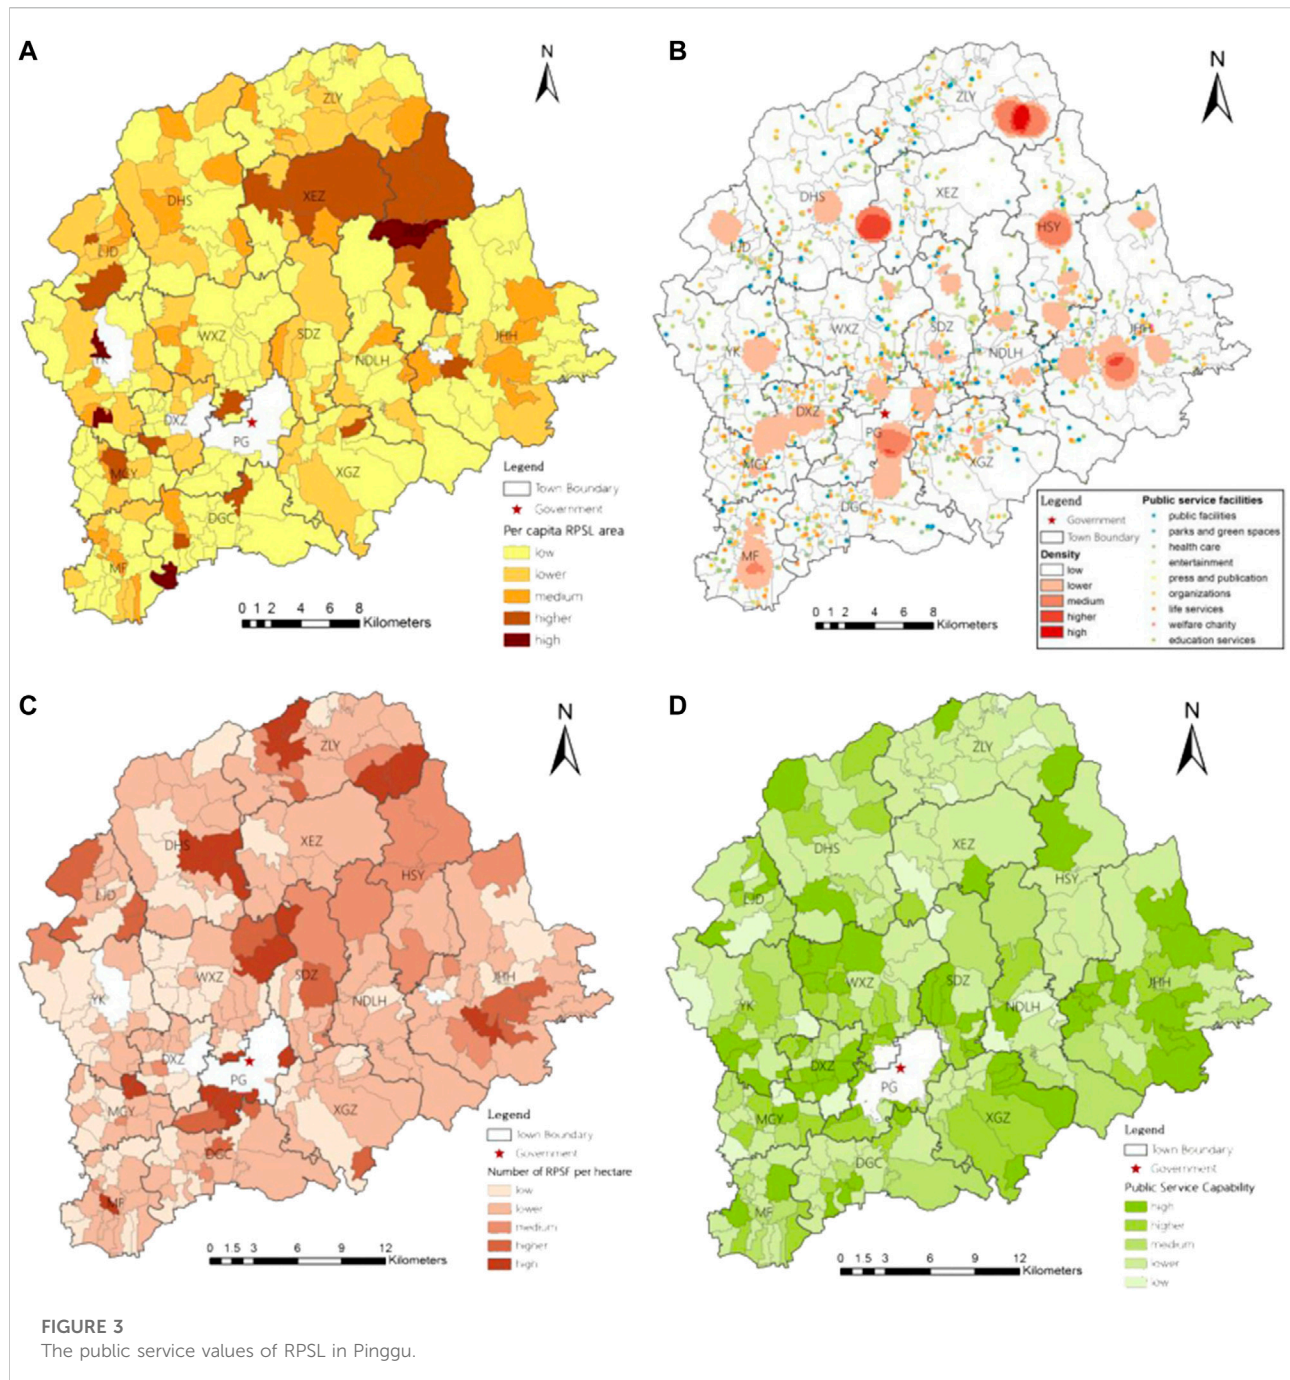 A
N
ZLY
XEZ
DHS
LJD
YK
WXZ
SDZ
NDLH
JHH
DXZ
PG
MCY
XGZ
DGC
MF
Legend
Town Boundary
Government
Per capita RPSL area
low
lower
medium
higher
high
0 1 2 4 6 8
Kilometers
B
N
ZLY
XEZ
DHS
HSY
LJD
YK
WXZ
SDZ
NDLH
JHH
DXZ
PG
MCY
XGZ
DGC
MF
Legend
Government
Town Boundary
Density
low
lower
medium
higher
high
Public service facilities
public facilities
parks and green spaces
health care
entertainment
press and publication
organizations
life services
welfare charity
education services
0 1 2 4 6 8
Kilometers
C
N
ZLY
XEZ
DHS
HSY
LJD
YK
WXZ
SDZ
NDLH
JHH
DXZ
PG
MCY
XGZ
DGC
MF
Legend
Town Boundary
Government
Number of RPSF per hectare
low
lower
medium
higher
high
0 1.5 3 6 9 12
Kilometers
D
N
ZLY
XEZ
DHS
HSY
LJD
YK
WXZ
SDZ
NDLH
JHH
DXZ
PG
MCY
XGZ
DGC
MF
Legend
Town Boundary
Government
Public Service Capability
high
higher
medium
lower
low
0 1.5 3 6 9 12
Kilometers
FIGURE 3
The public service values of RPSL in Pinggu.